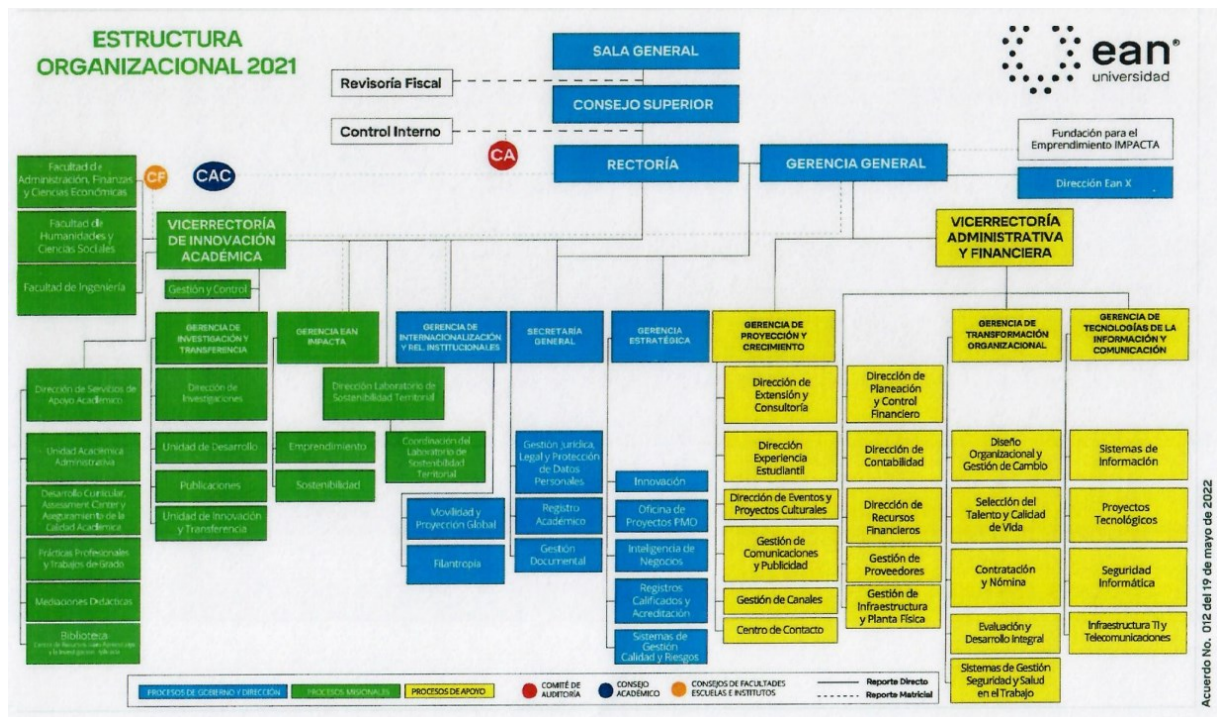 ESTRUCTURA
ORGANIZACIONAL 2021
SALA GENERAL
Revisoría Fiscal
CONSEJO SUPERIOR
Control Interno
CA
RECTORÍA
GERENCIA GENERAL
ean®
universidad
Fundación para el
Emprendimiento IMPACTA
Dirección Ean X
Facultad de
Administración, Finanzas
y Ciencias Económicas
CF
CAC
Facultad de
Humanidades y
Ciencias Sociales
Facultad de Ingeniería
VICERRECTORÍA
DE INNOVACIÓN
ACADÉMICA
Gestión y Control
VICERRECTORÍA
ADMINISTRATIVA
Y FINANCIERA
GERENCIA DE
INVESTIGACIÓN Y
TRANSFERENCIA
GERENCIA EAN
IMPACTA
GERENCIA DE
INTERNACIONALIZACIÓN
Y REL. INSTITUCIONALES
SECRETARÍA
GENERAL
GERENCIA
ESTRATÉGICA
GERENCIA DE
PROYECCIÓN Y
CRECIMIENTO
GERENCIA DE
TRANSFORMACIÓN
ORGANIZACIONAL
GERENCIA DE
TECNOLOGÍAS DE LA
INFORMACIÓN Y
COMUNICACIÓN
Dirección de Servicios de
Apoyo Académico
Unidad Académica
Administrativa
Desarrollo Curricular,
Assessment Canter y
Aseguramiento de la
Calidad Académica
Prácticas Profesionales
y Trabajos de Grado
Mediaciones Didácticas
Biblioteca
Dirección de
Investigaciones
Unidad de Desarrollo
Publicaciones
Unidad de Innovación
y Transferencia
Dirección Laboratorio de
Sostenibilidad Territorial
Emprendimiento
Sostenibilidad
Coordinación del
Laboratorio de
Sostenibilidad
Territorial
Movilidad y
Proyección Global
Filantropía
Gestión Jurídica,
Legal y Protección
de Datos
Personales
Registro
Académico
Gestión
Documental
Innovación
Oficina de
Proyectos PMO
Inteligencia de
Negocios
Registros
Calificados y
Acreditación
Sistemas de
Gestión
Calidad y Riesgos
Dirección de
Extensión y
Consultoría
Dirección
Experiencia
Estudiantil
Dirección de Eventos y
Proyectos Culturales
Gestión de
Comunicaciones
y Publicidad
Gestión de Canales
Centro de Contacto
Dirección de
Planeación
y Control
Financiero
Dirección de
Contabilidad
Dirección de
Recursos
Financieros
Gestión de
Proveedores
Gestión de
Infraestructura
y Planta Física
Diseño
Organizacional y
Gestión de Cambio
Selección del
Talento y Calidad
de Vida
Contratación
y Nómina
Evaluación y
Desarrollo Integral
Sistemas de Gestión
Seguridad y Salud
en el Trabajo
Sistemas de
Información
Proyectos
Tecnológicos
Seguridad
Informática
Infraestructura TI y
Telecomunicaciones
PROCESOS DE GOBIERNO Y DIRECCIÓN
PROCESOS MISIONALES
PROCESOS DE APOYO
COMITÉ DE
AUDITORÍA
CONSEJO
ACADÉMICO
CONSEJOS DE FACULTADES
ESCUELAS E INSTITUTOS
Reporte Directo
Reporte Matricial
Acuerdo No. 012 del 19 de mayo de 2022